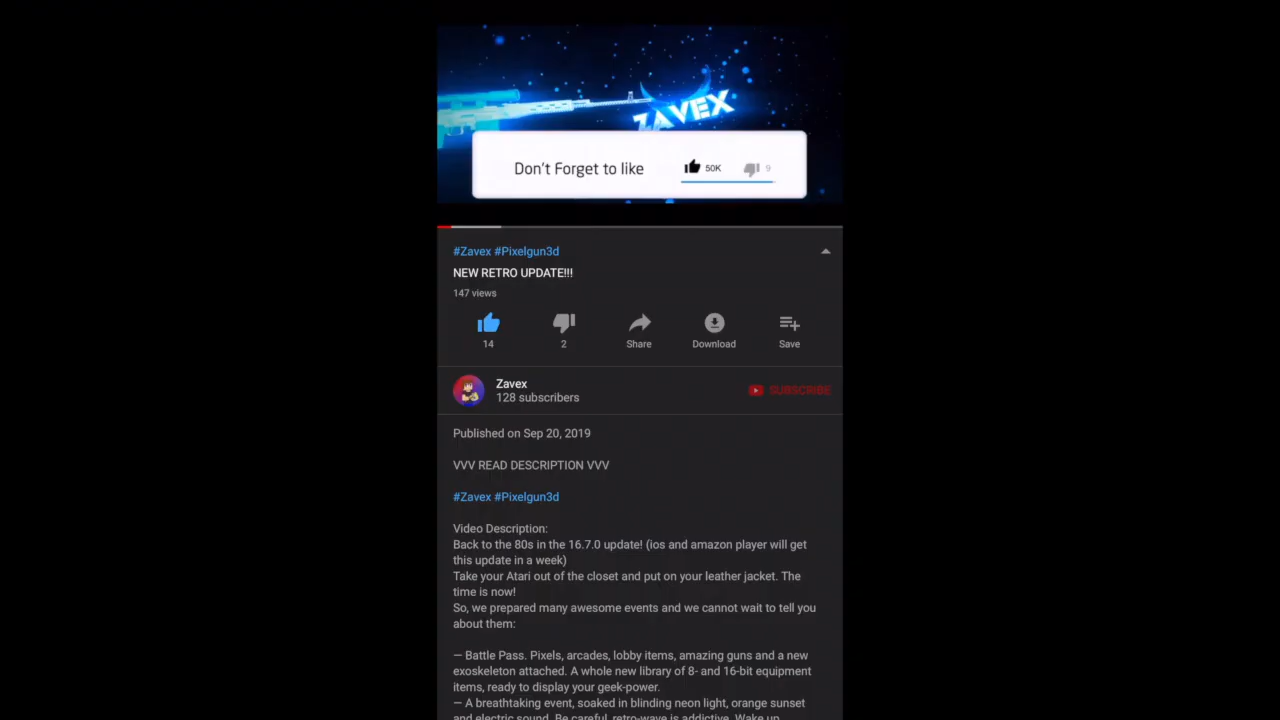 ZAVEX
Don't Forget to like 50K 9
#Zavex #Pixelgun3d
NEW RETRO UPDATE!!!
147 views
14 2 Share Download Save
Zavex
128 subscribers
SUBSCRIBE
Published on Sep 20, 2019
VVV READ DESCRIPTION VVV
#Zavex #Pixelgun3d
Video Description:
Back to the 80s in the 16.7.0 update! (ios and amazon player will get
this update in a week)
Take your Atari out of the closet and put on your leather jacket. The
time is now!
So, we prepared many awesome events and we cannot wait to tell you
about them:
— Battle Pass. Pixels, arcades, lobby items, amazing guns and a new
exoskeleton attached. A whole new library of 8- and 16-bit equipment
items, ready to display your geek-power.
— A breathtaking event, soaked in blinding neon light, orange sunset
and electric sound. Be careful, retro-wave is addictive. Wake up